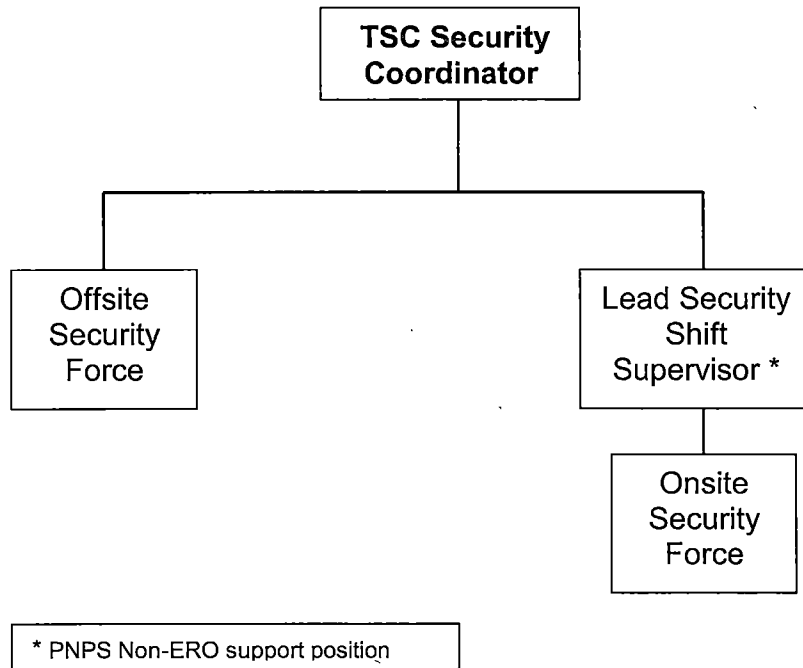 TSC Security
Coordinator
Offsite
Security
Force
Lead Security
Shift
Supervisor *
Onsite
Security
Force
* PNPS Non-ERO support position